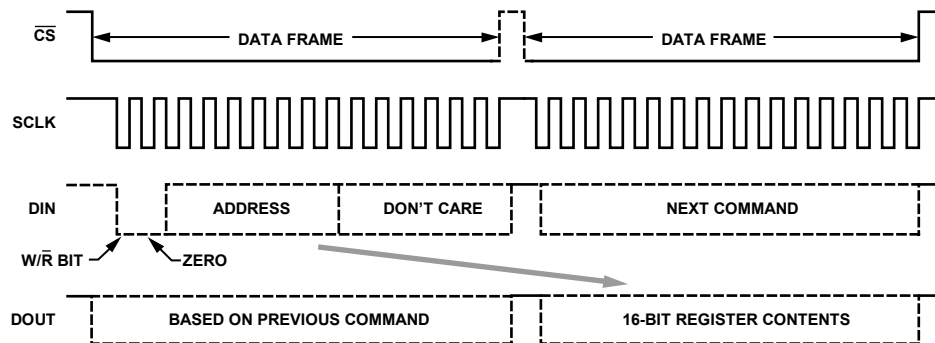 C̅S̅
DATA FRAME
DATA FRAME
SCLK
DIN
ADDRESS
DON'T CARE
NEXT COMMAND
W/R̅ BIT
ZERO
DOUT
BASED ON PREVIOUS COMMAND
16-BIT REGISTER CONTENTS